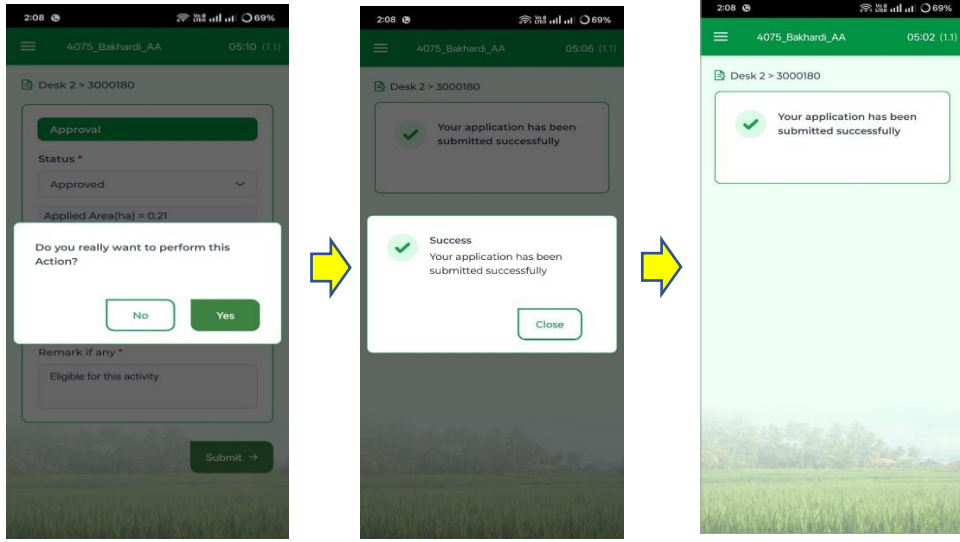 2:08 69%
4075_Bakhardi_AA 05:10 (1.1)
Desk 2 > 3000180
Approval
Status *
Approved
Applied Area(ha) = 0.21
Do you really want to perform this
Action?
No Yes
Remark if any *
Eligible for this activity
Submit →
2:08 69%
4075_Bakhardi_AA 05:06 (1.1)
Desk 2 > 3000180
Your application has been
submitted successfully
Success
Your application has been
submitted successfully
Close
2:08 69%
4075_Bakhardi_AA 05:02 (1.1)
Desk 2 > 3000180
Your application has been
submitted successfully